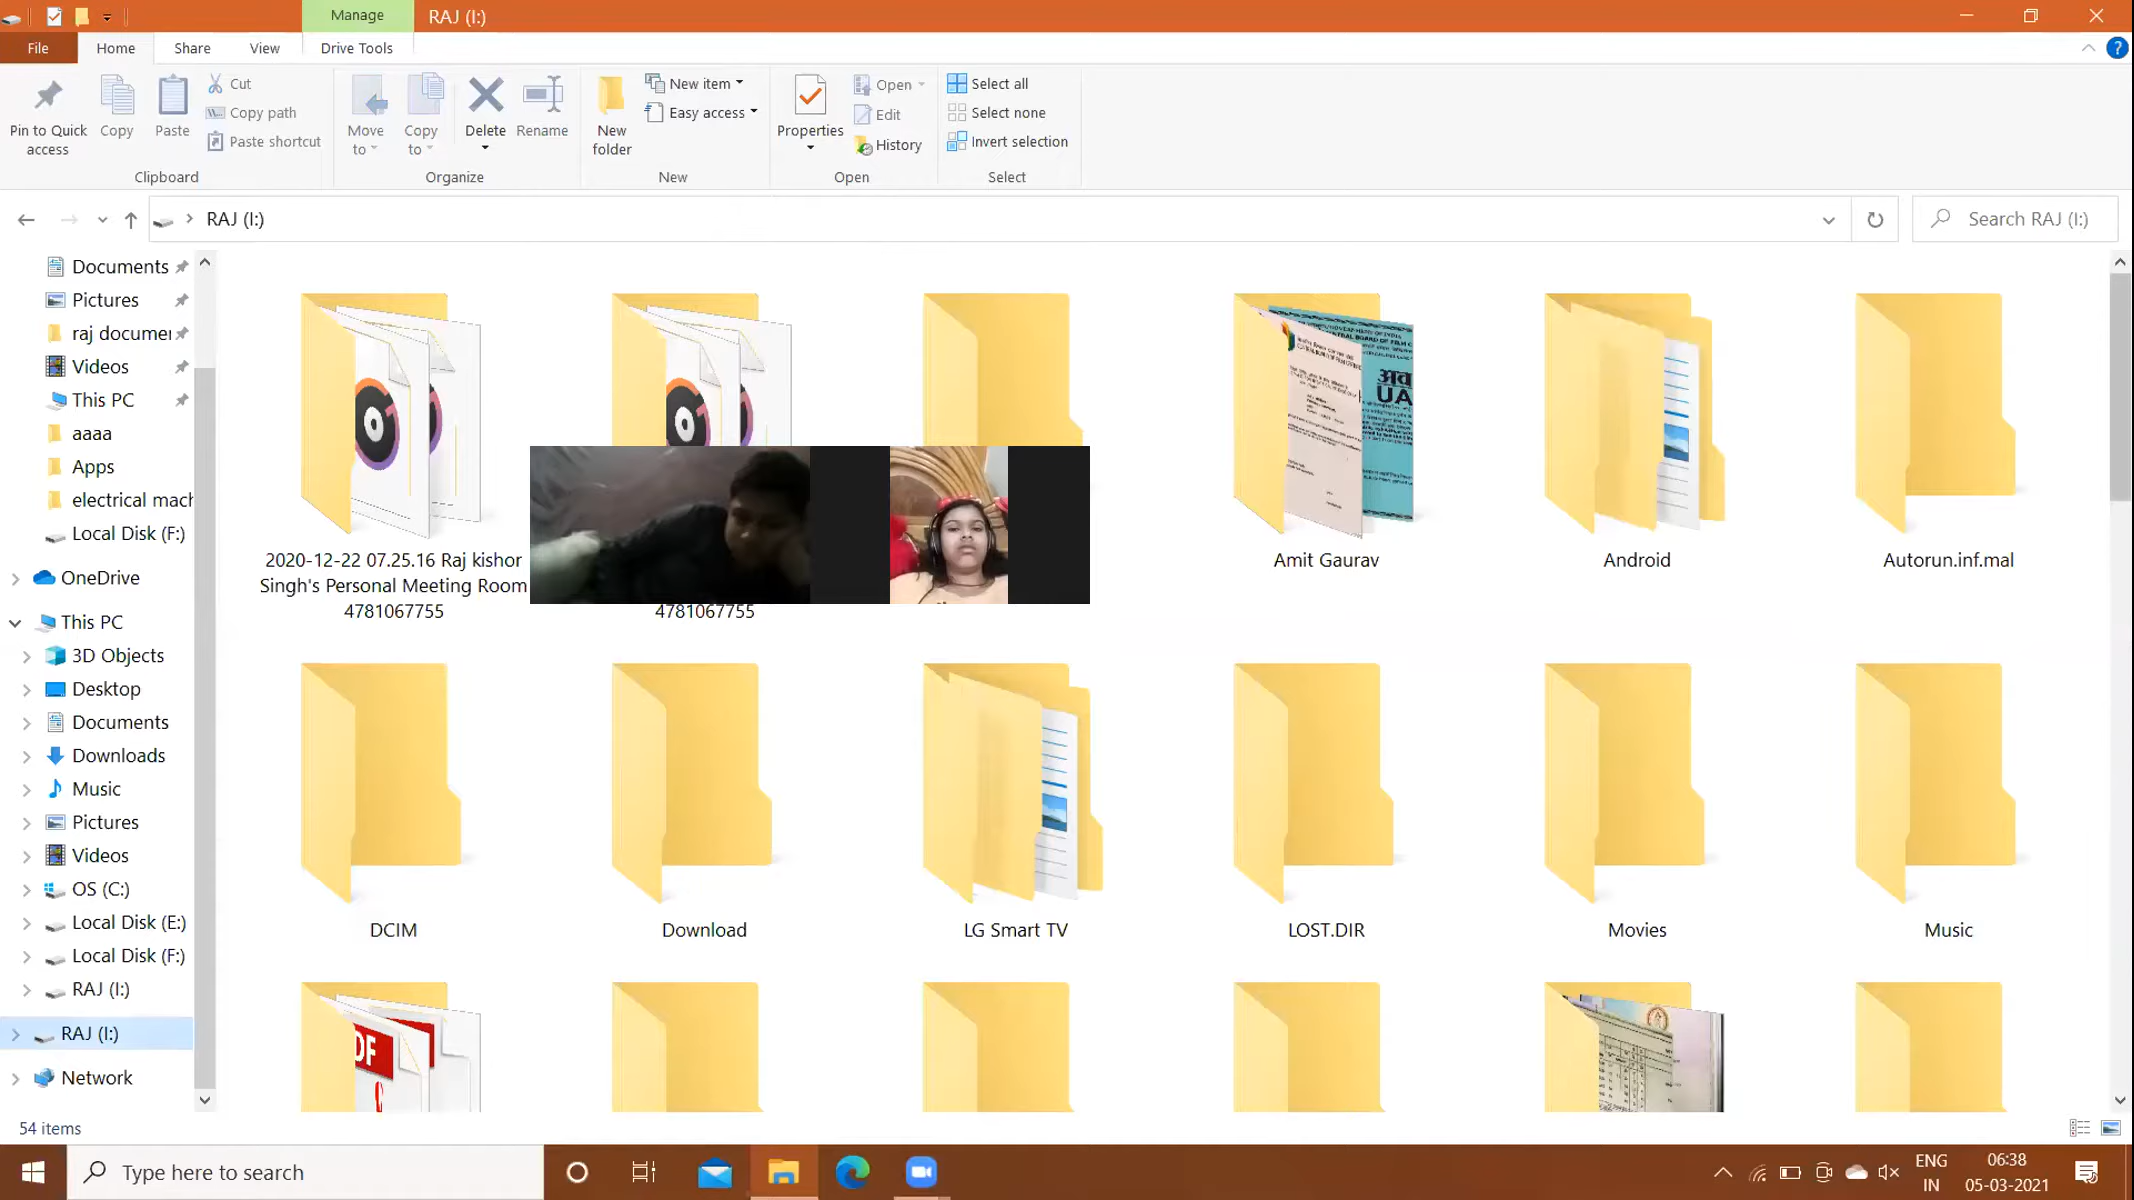 Manage
RAJ (I:)
File
Home
Share
View
Drive Tools
Pin to Quick access
Copy
Paste
Cut
Copy path
Paste shortcut
Clipboard
Move to
Copy to
Delete
Rename
Organize
New folder
New item
Easy access
New
Properties
Open
Edit
History
Open
Select all
Select none
Invert selection
Select
RAJ (I:)
Search RAJ (I:)
Documents
Pictures
raj documer
Videos
This PC
aaaa
Apps
electrical mach
Local Disk (F:)
OneDrive
This PC
3D Objects
Desktop
Documents
Downloads
Music
Pictures
Videos
OS (C:)
Local Disk (E:)
Local Disk (F:)
RAJ (I:)
RAJ (I:)
Network
2020-12-22 07.25.16 Raj kishor
Singh's Personal Meeting Room
4781067755
4781067755
Amit Gaurav
Android
Autorun.inf.mal
UA
DCIM
Download
LG Smart TV
LOST.DIR
Movies
Music
DF
54 items
Type here to search
ENG
IN
06:38
05-03-2021